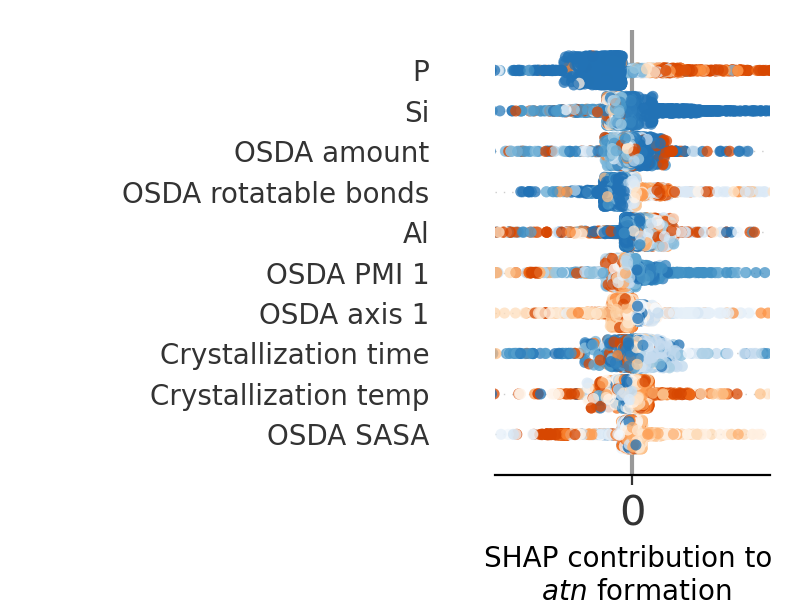 P
Si
OSDA amount
OSDA rotatable bonds
Al
OSDA PMI 1
OSDA axis 1
Crystallization time
Crystallization temp
OSDA SASA
0
SHAP contribution to
atn formation